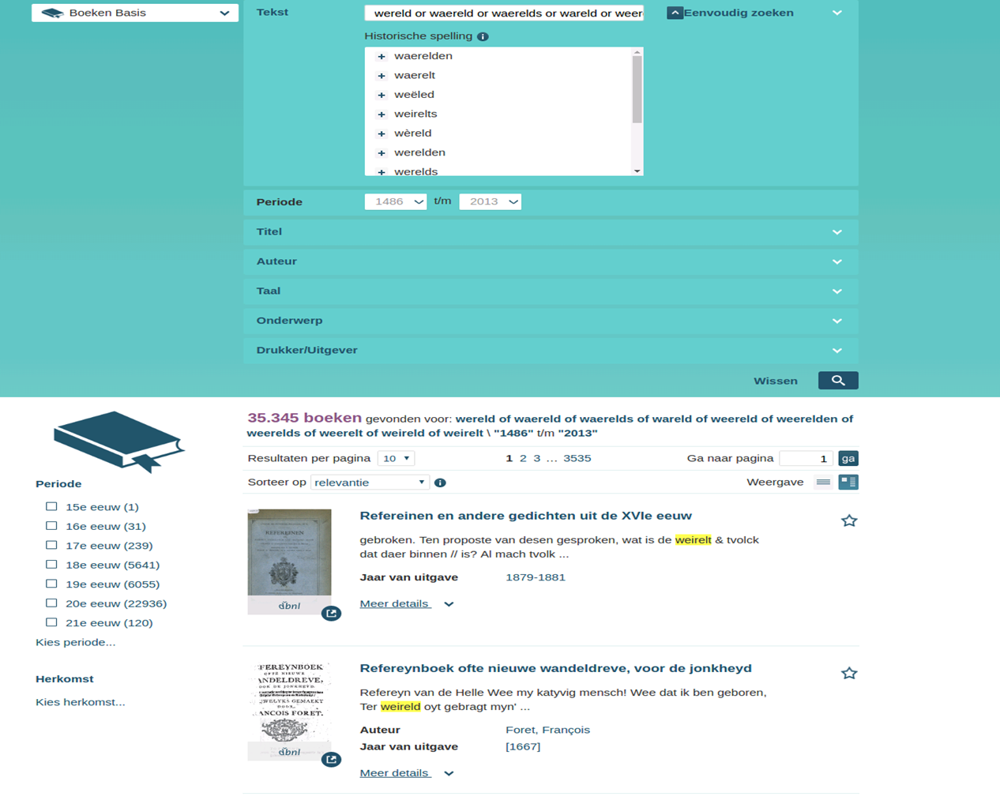 Boeken Basis
Tekst
wereld or waereld or waerelds or wareld or weer
Eenvoudig zoeken
Historische spelling
waerelden
waerelt
weëled
weirelts
wèreld
werelden
werelds
Periode
1486 t/m 2013
Titel
Auteur
Taal
Onderwerp
Drukker/Uitgever
Wissen
35.345 boeken gevonden voor: wereld of waereld of waerelds of wareld of weereld of weerelden of
weerelds of weerelt of weireld of weirelt \ "1486" t/m "2013"
Resultaten per pagina 10
1 2 3 ... 3535
Ga naar pagina 1 ga
Sorteer op relevantie
Weergave
Periode
15e eeuw (1)
16e eeuw (31)
17e eeuw (239)
18e eeuw (5641)
19e eeuw (6055)
20e eeuw (22936)
21e eeuw (120)
Kies periode...
Herkomst
Kies herkomst...
REFEREINEN
dbnl
Refereinen en andere gedichten uit de XVIe eeuw
gebroken. Ten proposte van desen gesproken, wat is de weirelt & tvolck
dat daer binnen // is? Al mach tvolk ...
Jaar van uitgave 1879-1881
Meer details
FEREYNBOEK
OFTE NIEUWE
ANDELDREVE,
OOR DE JONKHEYD.
WELYKS GEMAEKT
DOOR
ANCOIS FORET.
dbnl
Refereynboek ofte nieuwe wandeldreve, voor de jonkheyd
Refereyn van de Helle Wee my katyvig mensch! Wee dat ik ben geboren,
Ter weireld oyt gebragt myn' ...
Auteur Foret, François
Jaar van uitgave [1667]
Meer details